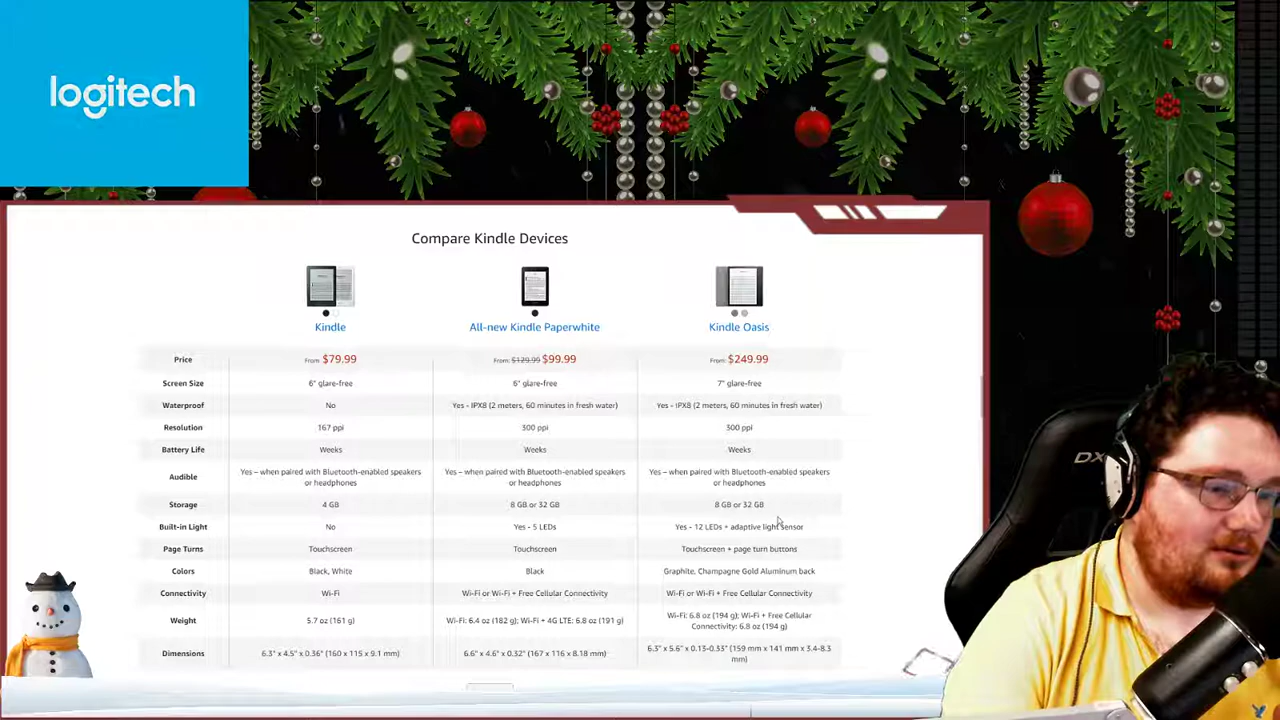 logitech
Compare Kindle Devices
Kindle All-new Kindle Paperwhite Kindle Oasis
Price From: $79.99 From: $129.99 $99.99 From: $249.99
Screen Size 6" glare-free 6" glare-free 7" glare-free
Waterproof No Yes - IPX8 (2 meters, 60 minutes in fresh water) Yes - IPX8 (2 meters, 60 minutes in fresh water)
Resolution 167 ppi 300 ppi 300 ppi
Battery Life Weeks Weeks Weeks
Audible Yes – when paired with Bluetooth-enabled speakers Yes – when paired with Bluetooth-enabled speakers Yes – when paired with Bluetooth-enabled speakers
or headphones or headphones or headphones
Storage 4 GB 8 GB or 32 GB 8 GB or 32 GB
Built-in Light No Yes - 5 LEDs Yes - 12 LEDs + adaptive light sensor
Page Turns Touchscreen Touchscreen Touchscreen + page turn buttons
Colors Black, White Black Graphite, Champagne Gold Aluminum back
Connectivity Wi-Fi Wi-Fi or Wi-Fi + Free Cellular Connectivity Wi-Fi or Wi-Fi + Free Cellular Connectivity
Weight 5.7 oz (161 g) Wi-Fi: 6.4 oz (182 g); Wi-Fi + 4G LTE: 6.8 oz (191 g) Wi-Fi: 6.8 oz (194 g); Wi-Fi + Free Cellular
Connectivity: 6.8 oz (194 g)
Dimensions 6.3" x 4.5" x 0.36" (160 x 115 x 9.1 mm) 6.6" x 4.6" x 0.32" (167 x 116 x 8.18 mm) 6.3" x 5.6" x 0.13-0.33" (159 mm x 141 mm x 3.4-8.3
mm)
DX